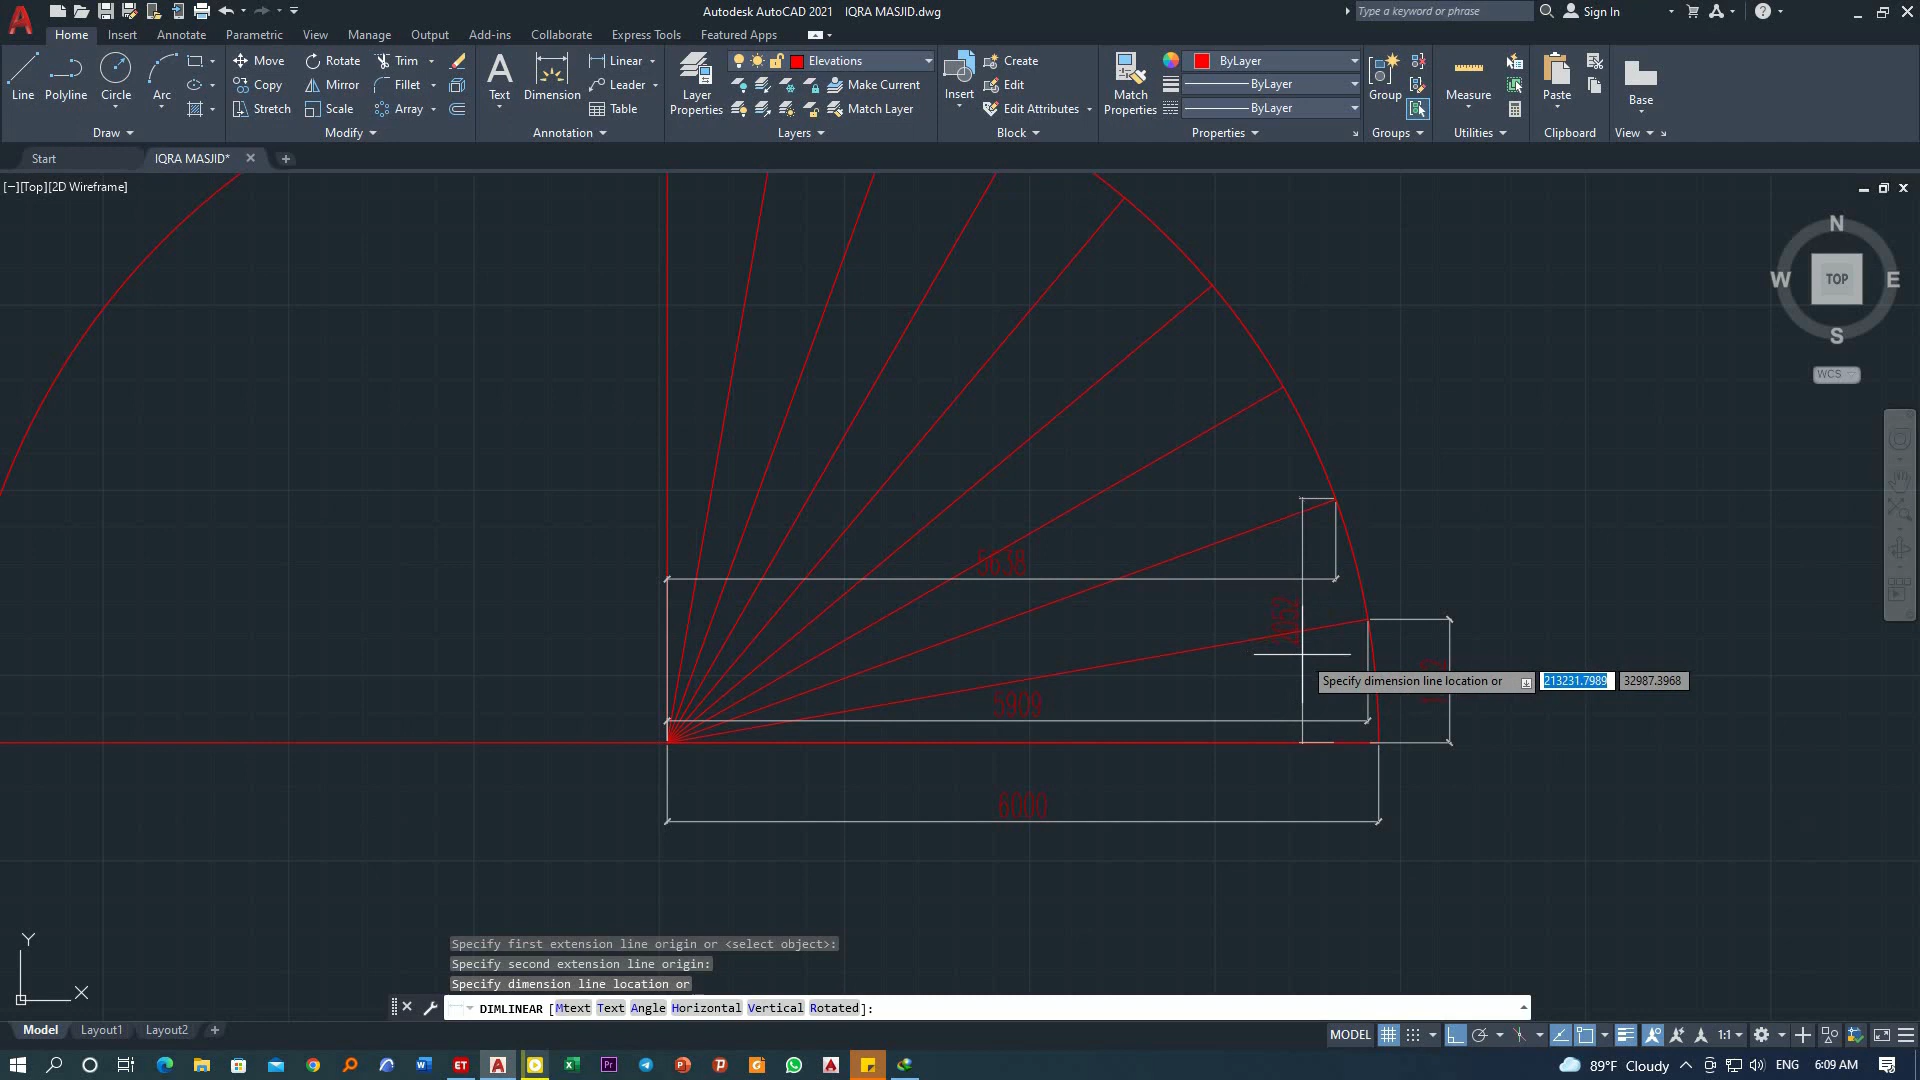 Autodesk AutoCAD 2021 IQRA MASJID.dwg
Type a keyword or phrase
Sign In
Home Insert Annotate Parametric View Manage Output Add-ins Collaborate Express Tools Featured Apps
Line Polyline Circle Arc
Move Rotate Trim
Copy Mirror Fillet
Stretch Scale Array
Text Dimension
Linear
Leader
Table
Layer Properties
Elevations
Make Current
Match Layer
Insert
Create
Edit
Edit Attributes
Match Properties
ByLayer
ByLayer
ByLayer
Group
Measure
Paste
Base
Draw Modify Annotation Layers Block Properties Groups Utilities Clipboard View
Start IQRA MASJID*
[−][Top][2D Wireframe]
N
W TOP E
S
WCS
5638
5909
6000
Specify dimension line location or 213231.7989 32987.3968
Y
X
Specify first extension line origin or <select object>:
Specify second extension line origin:
Specify dimension line location or
DIMLINEAR [Mtext Text Angle Horizontal Vertical Rotated]:
Model Layout1 Layout2
MODEL 1:1
89°F Cloudy ENG 6:09 AM